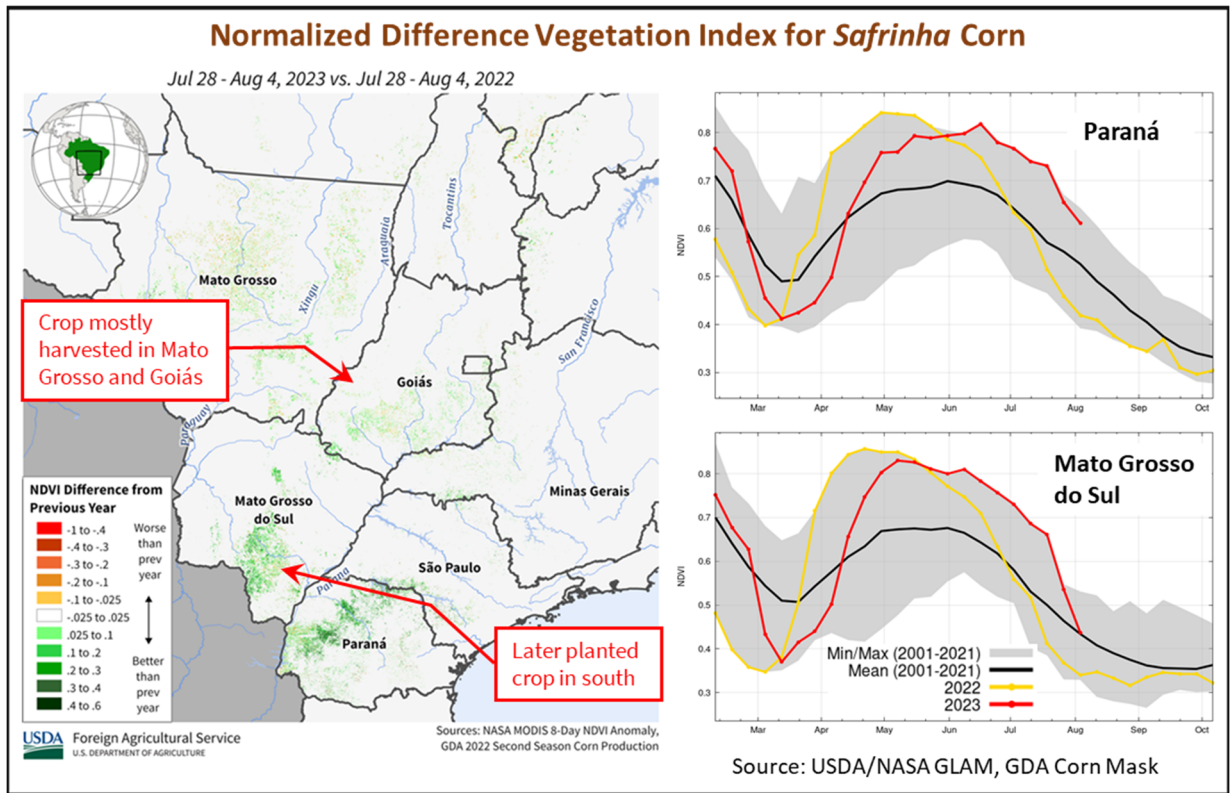 Normalized Difference Vegetation Index for Safrinha Corn
Jul 28 - Aug 4, 2023 vs. Jul 28 - Aug 4, 2022
Mato Grosso
Xingu
Araguaia
Tocantins
San Francisco
Crop mostly
harvested in Mato
Grosso and Goiás
Goiás
Paraguay
Minas Gerais
Mato Grosso
do Sul
São Paulo
Parana
Paraná
Later planted
crop in south
NDVI Difference from
Previous Year
-1 to -.4
-.4 to -.3
-.3 to -.2
-.2 to -.1
-.1 to -.025
-.025 to .025
.025 to .1
.1 to .2
.2 to .3
.3 to .4
.4 to .6
Worse
than
prev
year
Better
than
prev
year
USDA
Foreign Agricultural Service
U.S. DEPARTMENT OF AGRICULTURE
Sources: NASA MODIS 8-Day NDVI Anomaly,
GDA 2022 Second Season Corn Production
Paraná
NDVI
0.8
0.7
0.6
0.5
0.4
0.3
Mar Apr May Jun Jul Aug Sep Oct
Mato Grosso
do Sul
NDVI
0.8
0.7
0.6
0.5
0.4
0.3
Min/Max (2001-2021)
Mean (2001-2021)
2022
2023
Mar Apr May Jun Jul Aug Sep Oct
Source: USDA/NASA GLAM, GDA Corn Mask